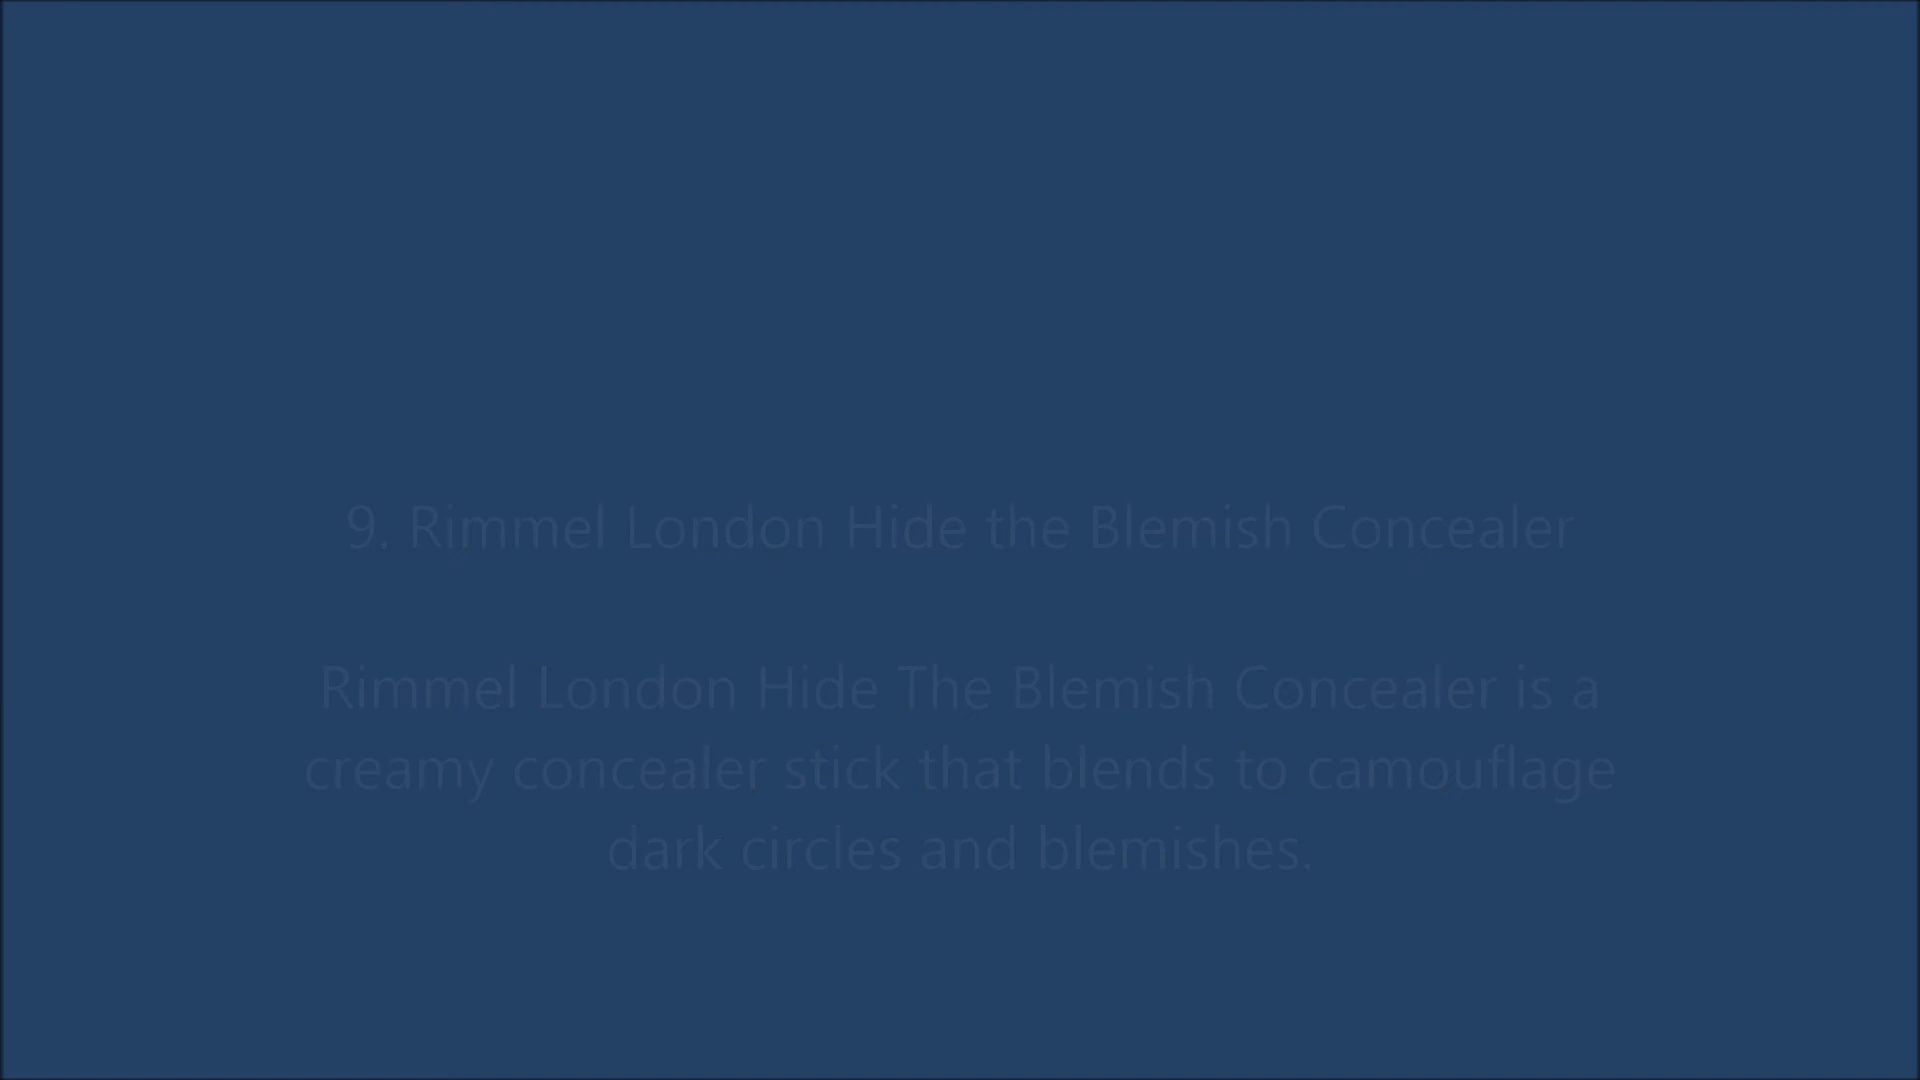 9. Rimmel London Hide the Blemish Concealer
Rimmel London Hide The Blemish Concealer is a
creamy concealer stick that blends to camouflage
dark circles and blemishes.